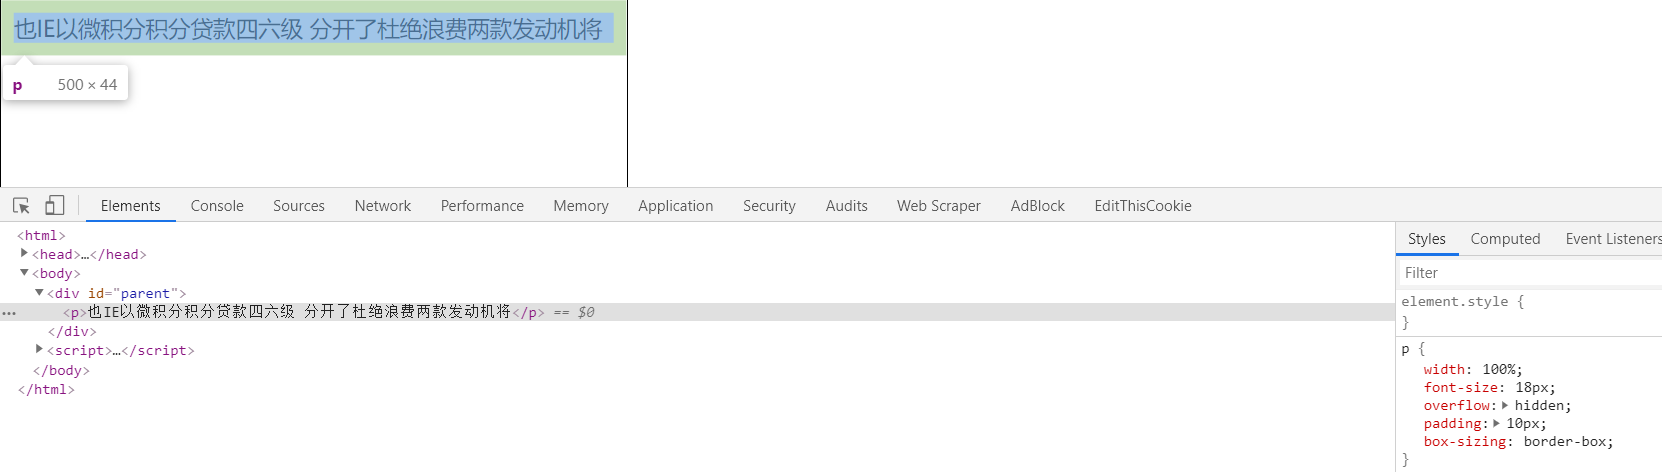 也IE以微积分积分贷款四六级 分开了杜绝浪费两款发动机将
p 500 × 44
Elements Console Sources Network Performance Memory Application Security Audits Web Scraper AdBlock EditThisCookie
<html>
<head>…</head>
<body>
<div id="parent">
<p>也IE以微积分积分贷款四六级 分开了杜绝浪费两款发动机将</p> == $0
</div>
<script>…</script>
</body>
</html>
Styles Computed Event Listeners
Filter
element.style {
}
p {
width: 100%;
font-size: 18px;
overflow: hidden;
padding: 10px;
box-sizing: border-box;
}